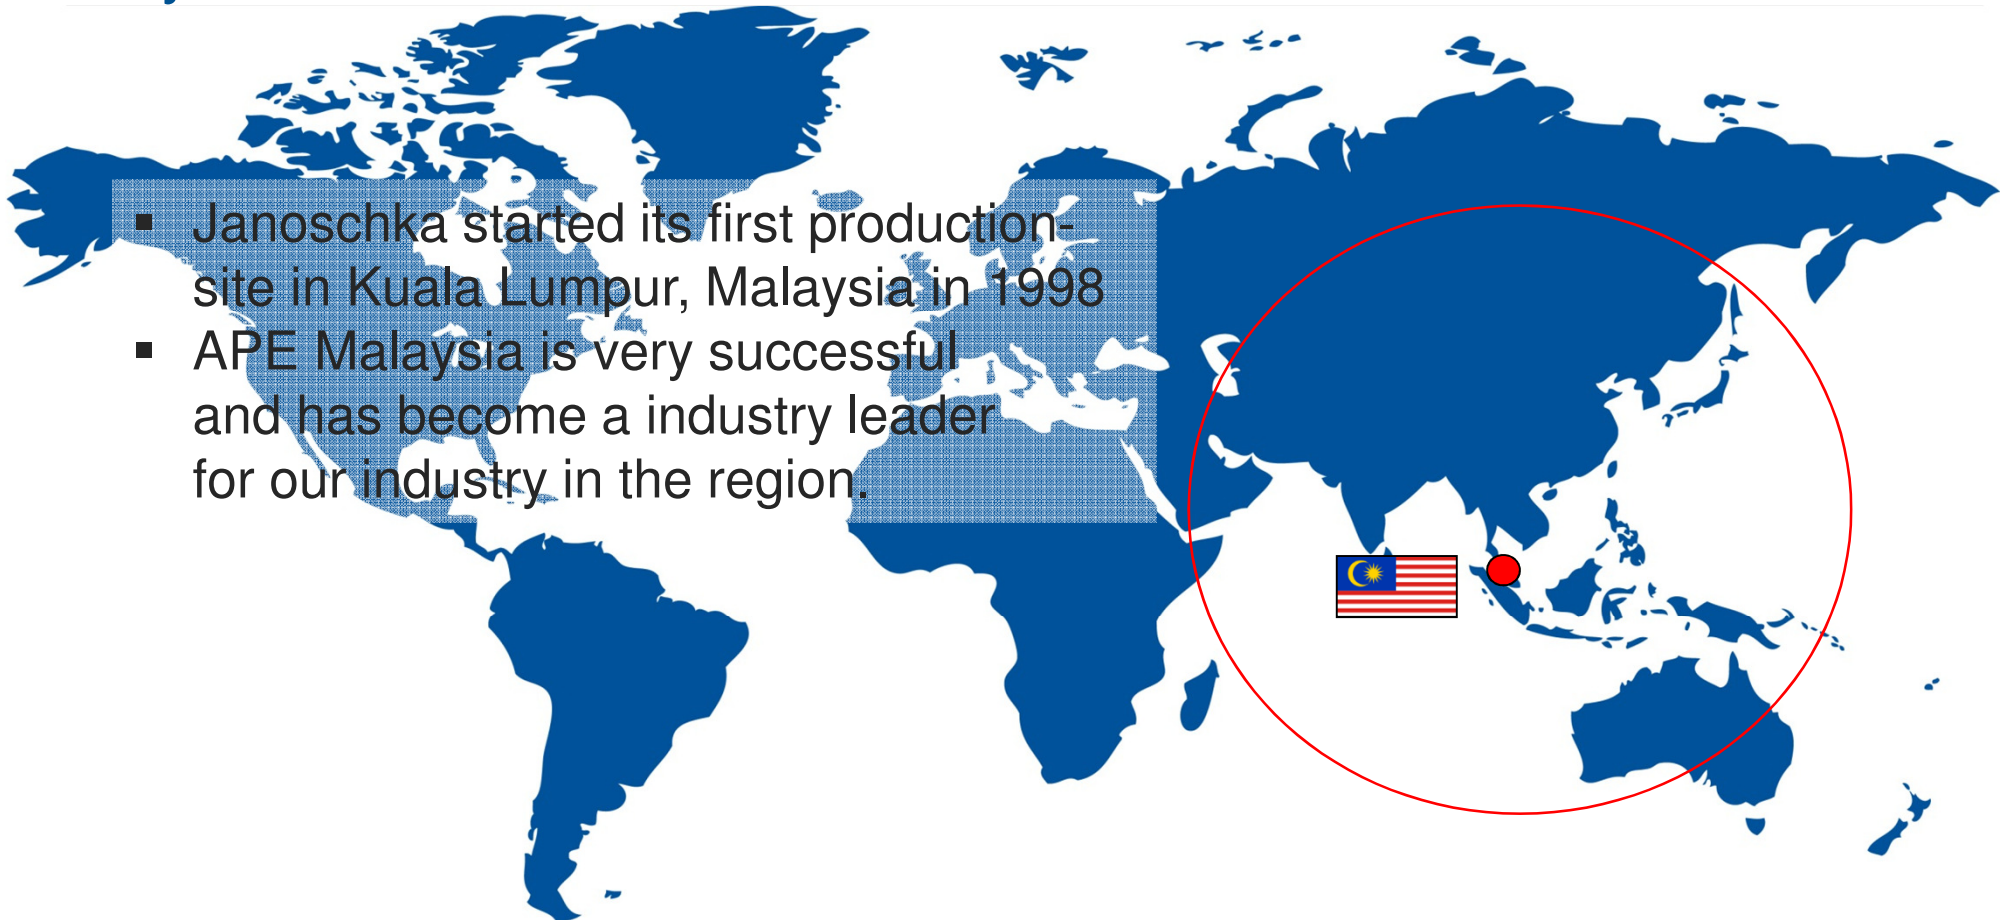 ▪ Janoschka started its first production-
site in Kuala Lumpur, Malaysia in 1998
▪ APE Malaysia is very successful
and has become a industry leader
for our industry in the region.